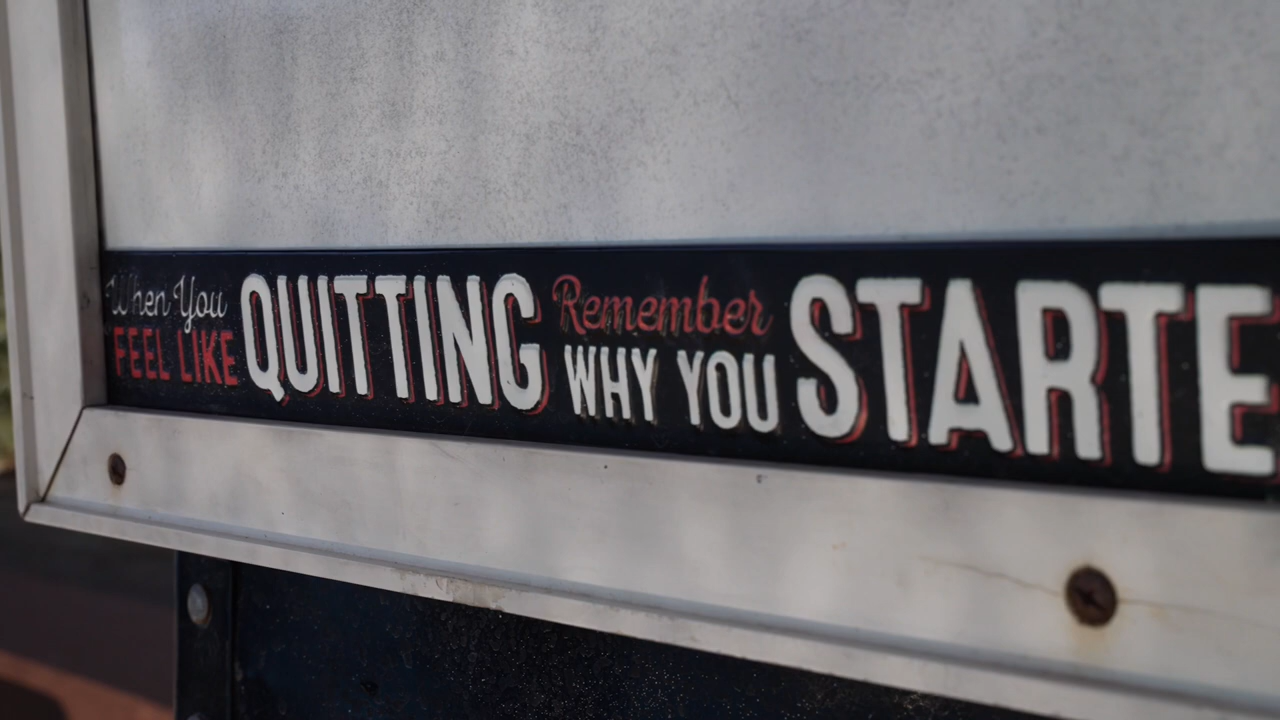 When You
FEEL LIKE
QUITTING
Remember
WHY YOU
STARTE